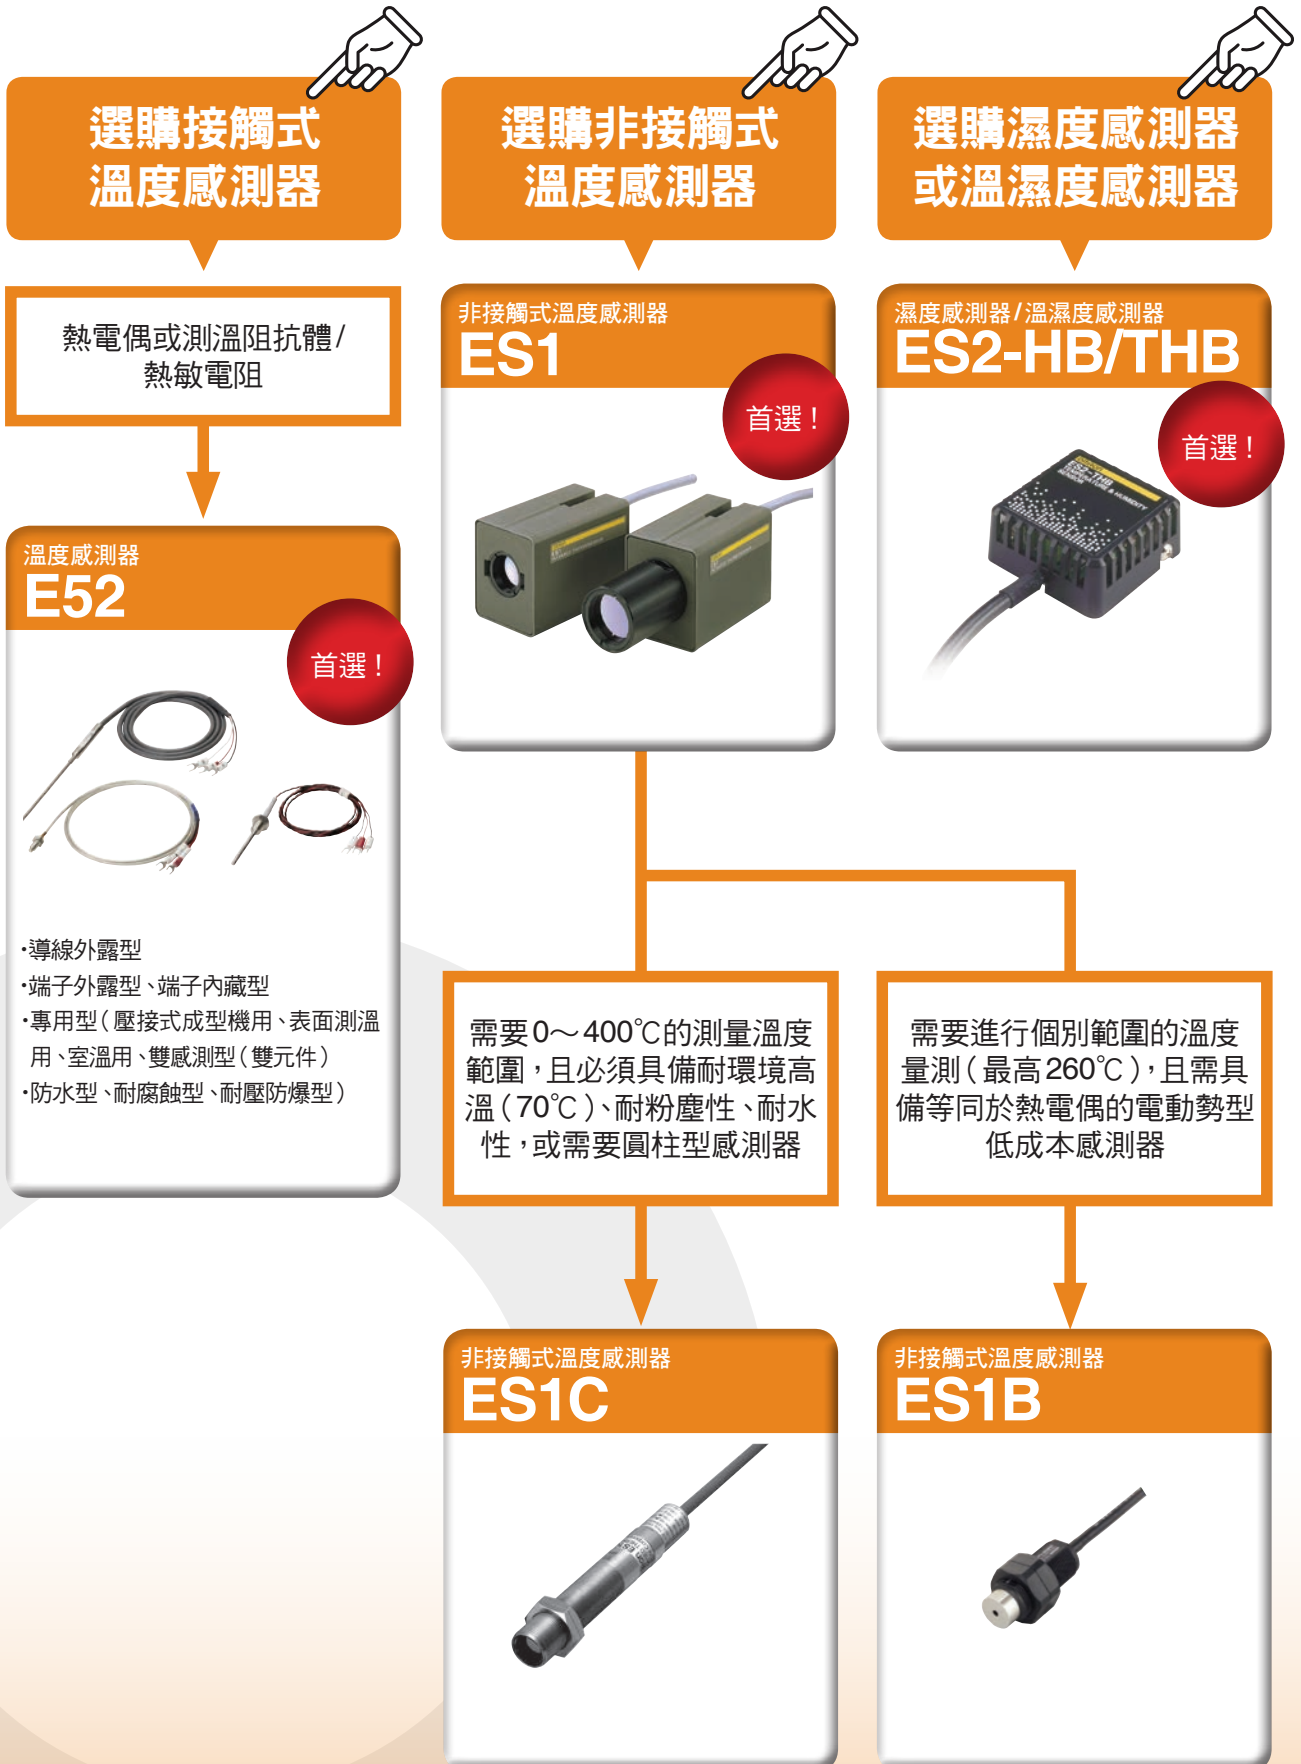 選購接觸式
溫度感測器
熱電偶或測溫阻抗體/
熱敏電阻
溫度感測器
E52
首選！
·導線外露型
·端子外露型、端子內藏型
·專用型（壓接式成型機用、表面測溫
用、室溫用、雙感測型（雙元件）
·防水型、耐腐蝕型、耐壓防爆型）
選購非接觸式
溫度感測器
非接觸式溫度感測器
ES1
首選！
選購濕度感測器
或溫濕度感測器
濕度感測器/溫濕度感測器
ES2-HB/THB
首選！
ES2-THB
TEMPERATURE & HUMIDITY
SENSOR
需要0～400℃的測量溫度
範圍，且必須具備耐環境高
溫（70℃）、耐粉塵性、耐水
性，或需要圓柱型感測器
非接觸式溫度感測器
ES1C
需要進行個別範圍的溫度
量測（最高260℃），且需具
備等同於熱電偶的電動勢型
低成本感測器
非接觸式溫度感測器
ES1B